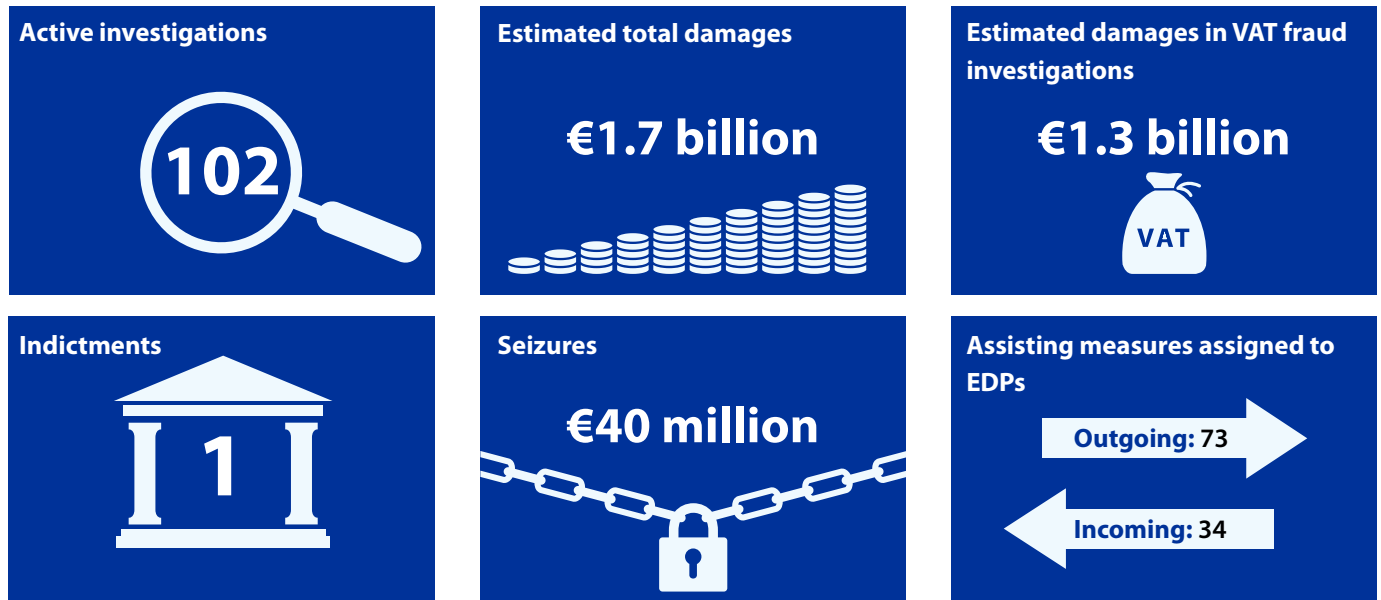 Active investigations
102
Estimated total damages
€1.7 billion
Estimated damages in VAT fraud
investigations
€1.3 billion
VAT
Indictments
1
Seizures
€40 million
Assisting measures assigned to
EDPs
Outgoing: 73
Incoming: 34